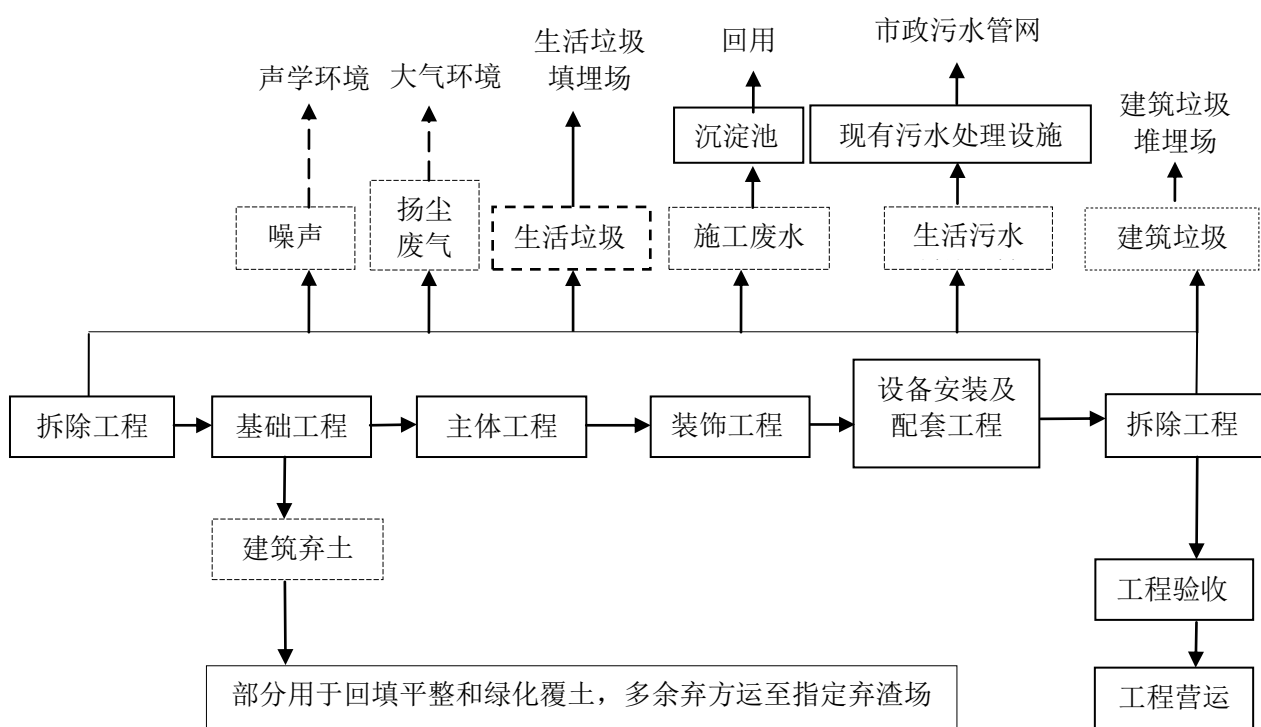 声学环境
大气环境
生活垃圾
填埋场
回用
市政污水管网
建筑垃圾
堆埋场
沉淀池
现有污水处理设施
噪声
扬尘
废气
生活垃圾
施工废水
生活污水
建筑垃圾
拆除工程
基础工程
主体工程
装饰工程
设备安装及
配套工程
拆除工程
建筑弃土
工程验收
部分用于回填平整和绿化覆土，多余弃方运至指定弃渣场
工程营运